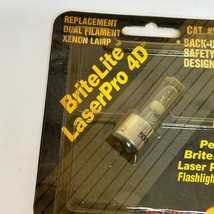 REPLACEMENT
DUAL FILAMENT
XENON LAMP
CAT.
• BACK-U
SAFETY
DESIGN
BriteLite
LaserPro 4D
Pe
Brite
Laser P
Flashligh